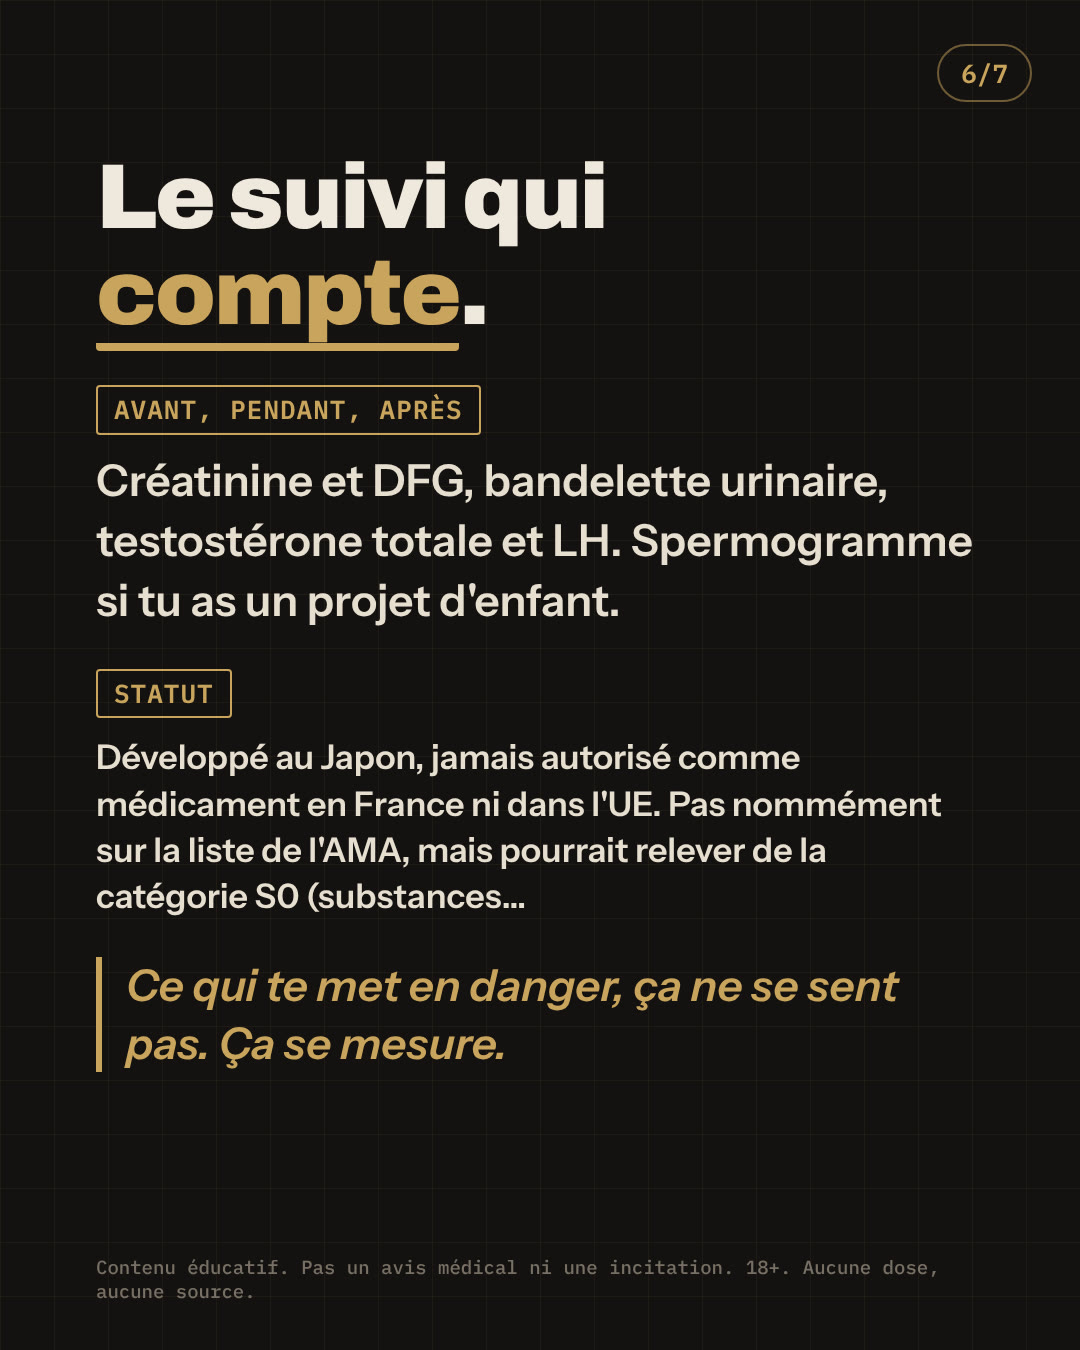 6/7
Le suivi qui
compte.
AVANT, PENDANT, APRÈS
Créatinine et DFG, bandelette urinaire,
testostérone totale et LH. Spermogramme
si tu as un projet d'enfant.
STATUT
Développé au Japon, jamais autorisé comme
médicament en France ni dans l'UE. Pas nommément
sur la liste de l'AMA, mais pourrait relever de la
catégorie S0 (substances...
Ce qui te met en danger, ça ne se sent
pas. Ça se mesure.
Contenu éducatif. Pas un avis médical ni une incitation. 18+. Aucune dose,
aucune source.